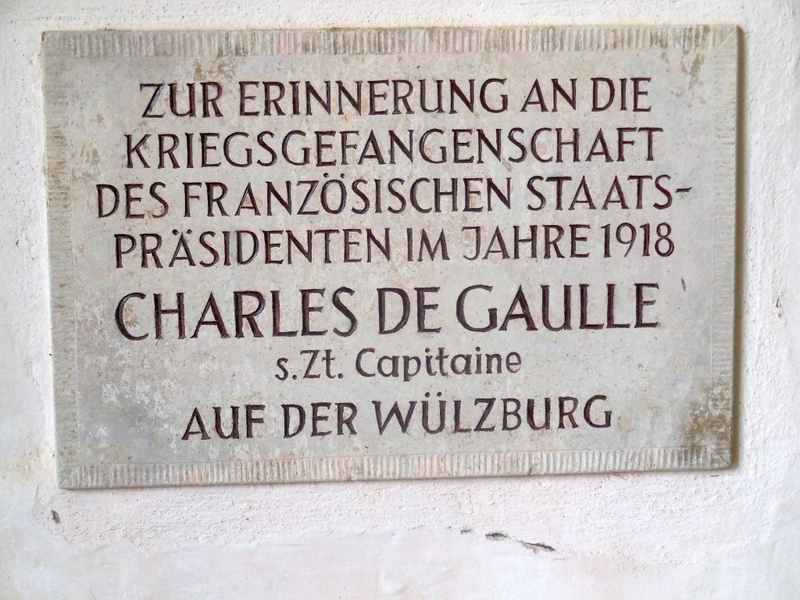 ZUR ERINNERUNG AN DIE
KRIEGSGEFANGENSCHAFT
DES FRANZÖSISCHEN STAATS-
PRÄSIDENTEN IM JAHRE 1918
CHARLES DE GAULLE
s.Zt. Capitaine
AUF DER WÜLZBURG